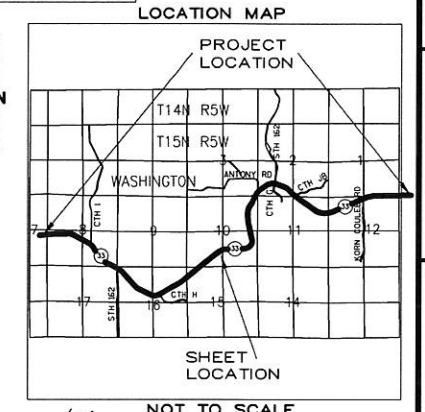 LOCATION MAP
N
PROJECT
LOCATION
T14N R5W
T15N R5W
STH 162
3
2
1
ANTONY RD
WASHINGTON
CTH JB
CTH I
CTH G
KORN COULEE RD
33
7
8
9
10
12
33
33
17
16
15
14
CTH H
STH 162
SHEET
LOCATION
NOT TO SCALE